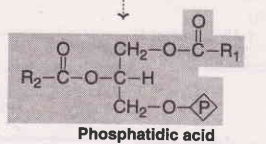 O
O
CH₂—O—C—R₁
R₂—C—O—C—H
CH₂—O—P
Phosphatidic acid